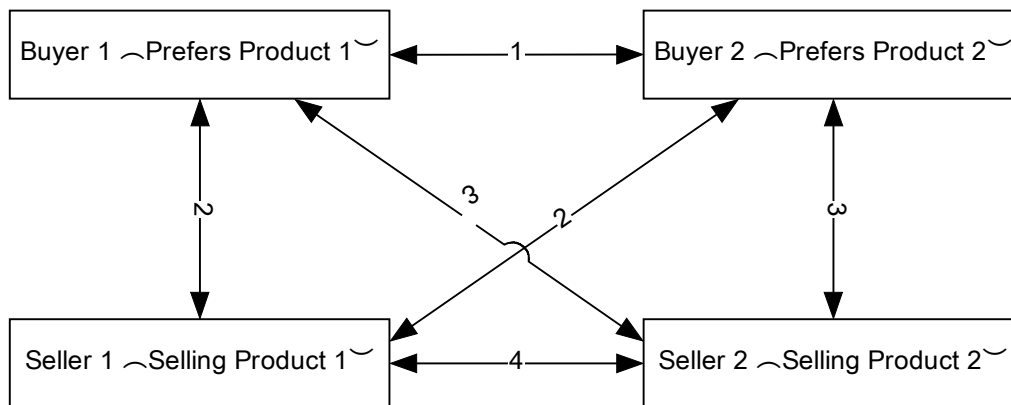 Buyer 1 ⏜Prefers Product 1⏝
1
Buyer 2 ⏜Prefers Product 2⏝
2
3
2
3
Seller 1 ⏜Selling Product 1⏝
4
Seller 2 ⏜Selling Product 2⏝